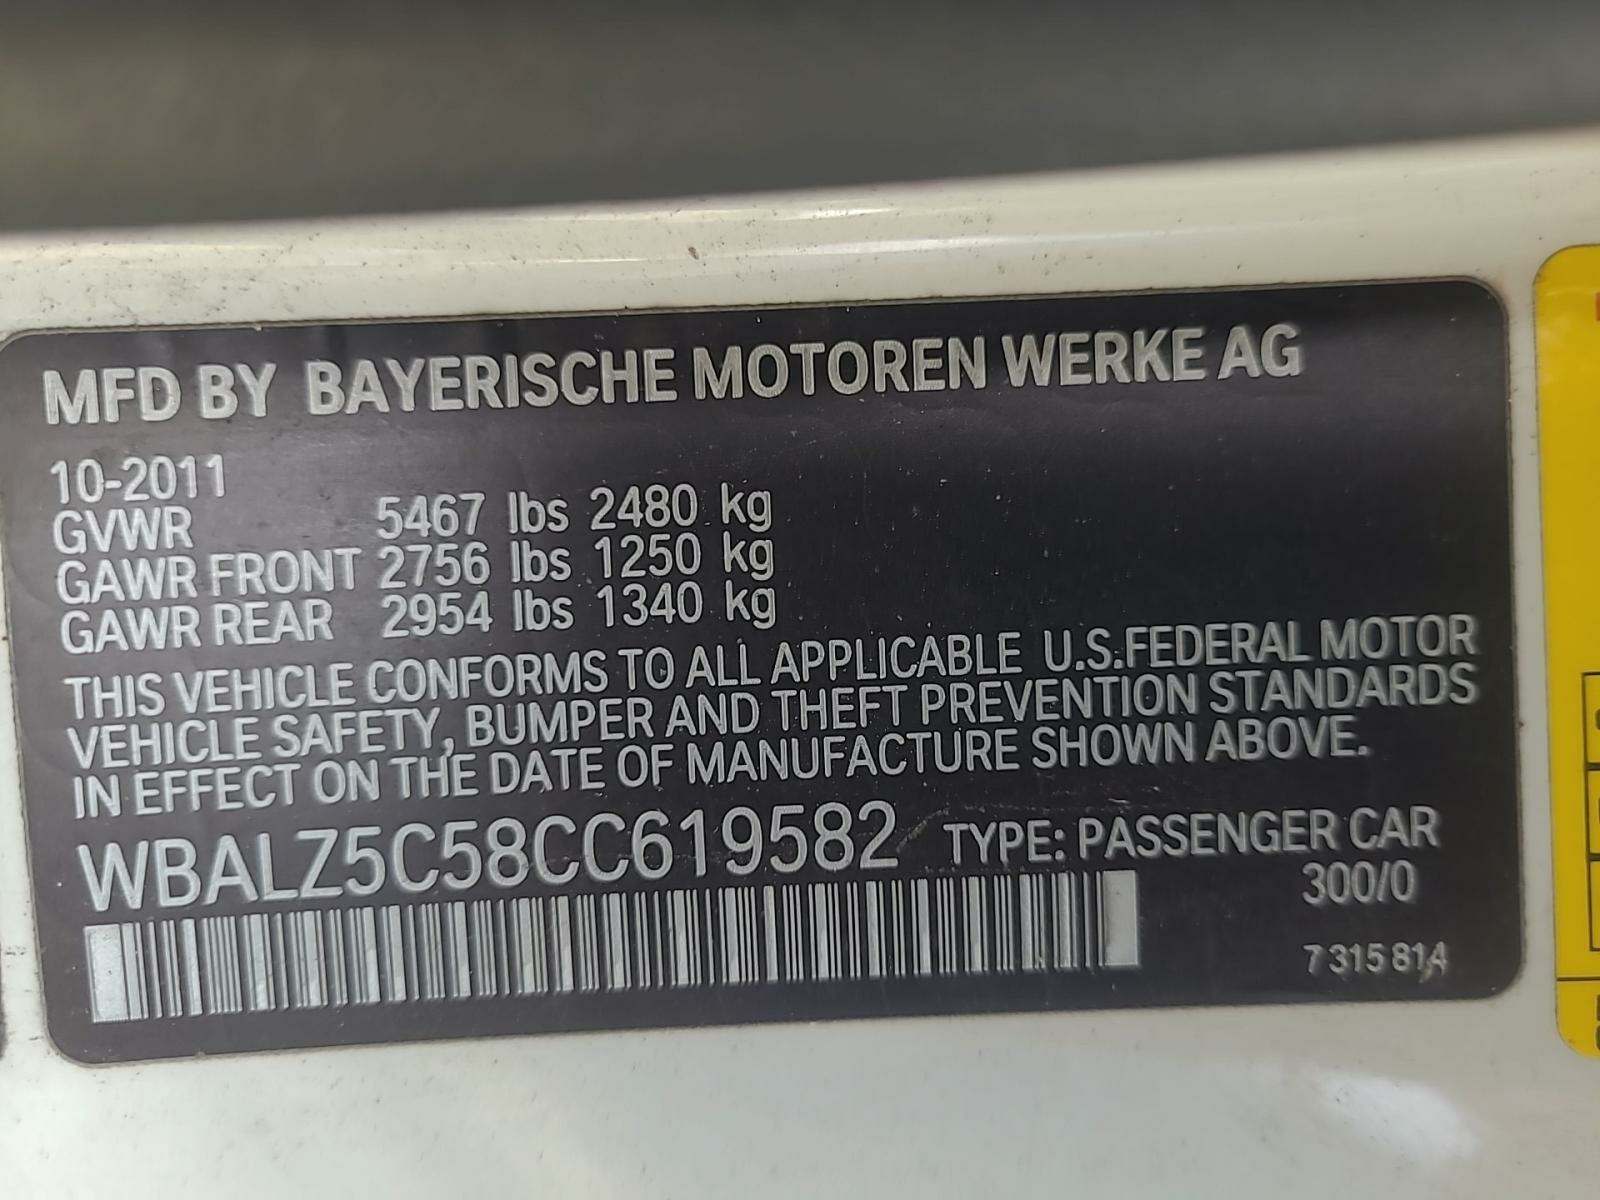 MFD BY BAYERISCHE MOTOREN WERKE AG
10-2011
GVWR 5467 lbs 2480 kg
GAWR FRONT 2756 lbs 1250 kg
GAWR REAR 2954 lbs 1340 kg
THIS VEHICLE CONFORMS TO ALL APPLICABLE U.S.FEDERAL MOTOR
VEHICLE SAFETY, BUMPER AND THEFT PREVENTION STANDARDS
IN EFFECT ON THE DATE OF MANUFACTURE SHOWN ABOVE.
WBALZ5C58CC619582 TYPE: PASSENGER CAR
300/0
7 315 814